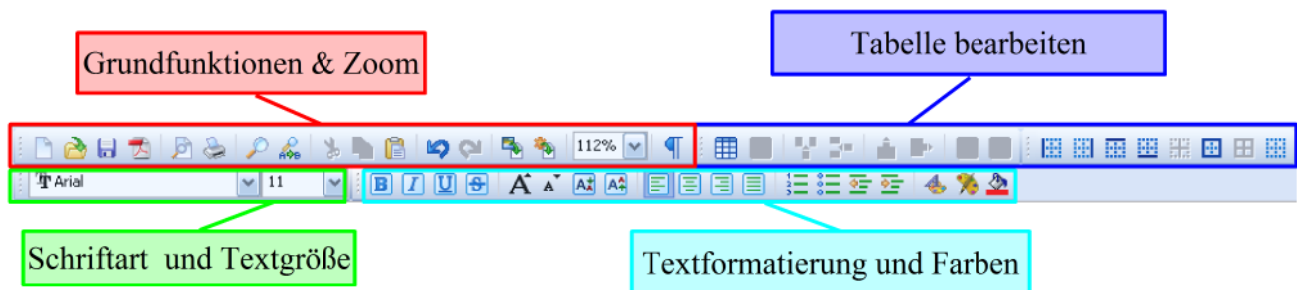 Grundfunktionen & Zoom
Tabelle bearbeiten
112%
Arial
11
Schriftart und Textgröße
Textformatierung und Farben